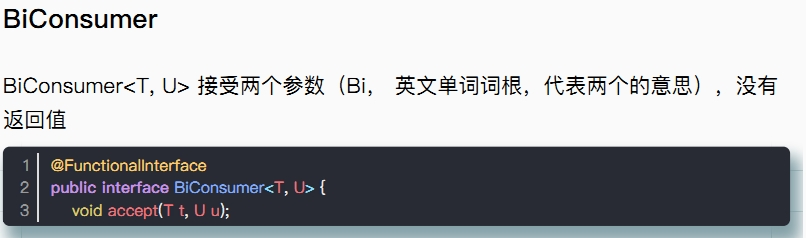 BiConsumer
BiConsumer<T, U> 接受两个参数（Bi， 英文单词词根，代表两个的意思），没有
返回值
1 @FunctionalInterface
2 public interface BiConsumer<T, U> {
3 void accept(T t, U u);